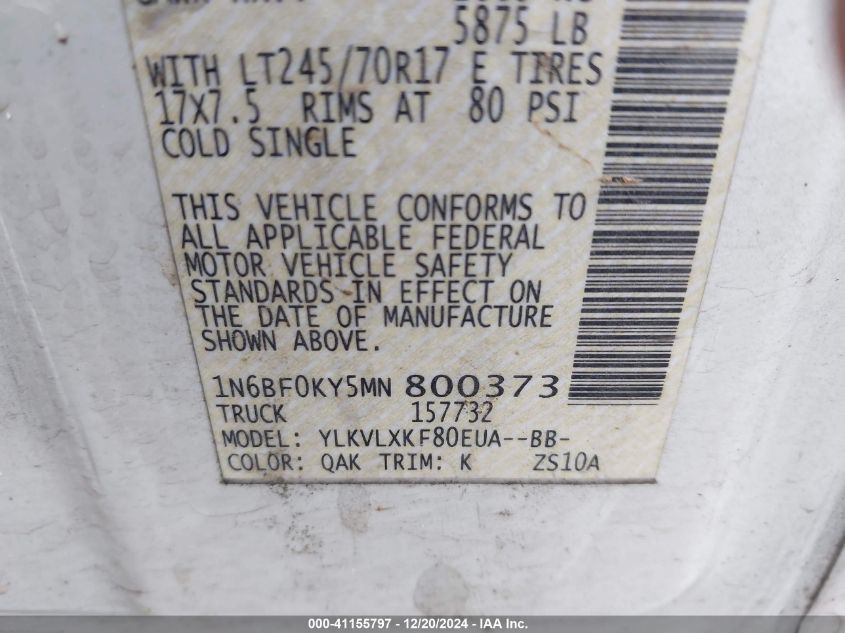 5875 LB
WITH LT245/70R17 E TIRES
17X7.5 RIMS AT 80 PSI
COLD SINGLE
THIS VEHICLE CONFORMS TO
ALL APPLICABLE FEDERAL
MOTOR VEHICLE SAFETY
STANDARDS IN EFFECT ON
THE DATE OF MANUFACTURE
SHOWN ABOVE.
1N6BF0KY5MN 800373
TRUCK 157732
MODEL: YLKVLXKF80EUA--BB-
COLOR: QAK TRIM: K ZS10A
000-41155797 - 12/20/2024 - IAA Inc.